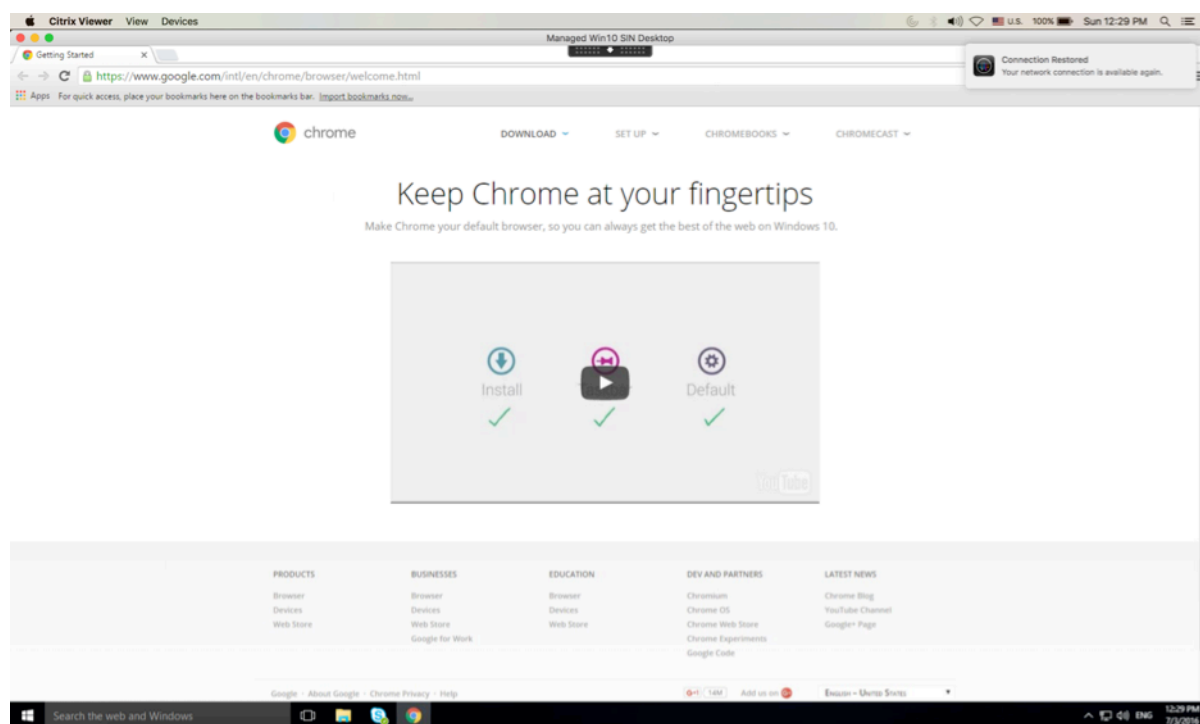 Citrix Viewer View Devices U.S. 100% Sun 12:29 PM
Managed Win10 SIN Desktop
Getting Started
Connection Restored
Your network connection is available again.
https://www.google.com/intl/en/chrome/browser/welcome.html
Apps For quick access, place your bookmarks here on the bookmarks bar. Import bookmarks now...
chrome DOWNLOAD SET UP CHROMEBOOKS CHROMECAST
Keep Chrome at your fingertips
Make Chrome your default browser, so you can always get the best of the web on Windows 10.
Install Default
YouTube
PRODUCTS BUSINESSES EDUCATION DEV AND PARTNERS LATEST NEWS
Browser Browser Browser Chromium Chrome Blog
Devices Devices Devices Chrome OS YouTube Channel
Web Store Web Store Web Store Chrome Web Store Google+ Page
Google for Work Chrome Experiments
Google Code
Google · About Google · Chrome Privacy · Help G+1 14M Add us on English – United States
Search the web and Windows ENG 12:29 PM
7/3/2016